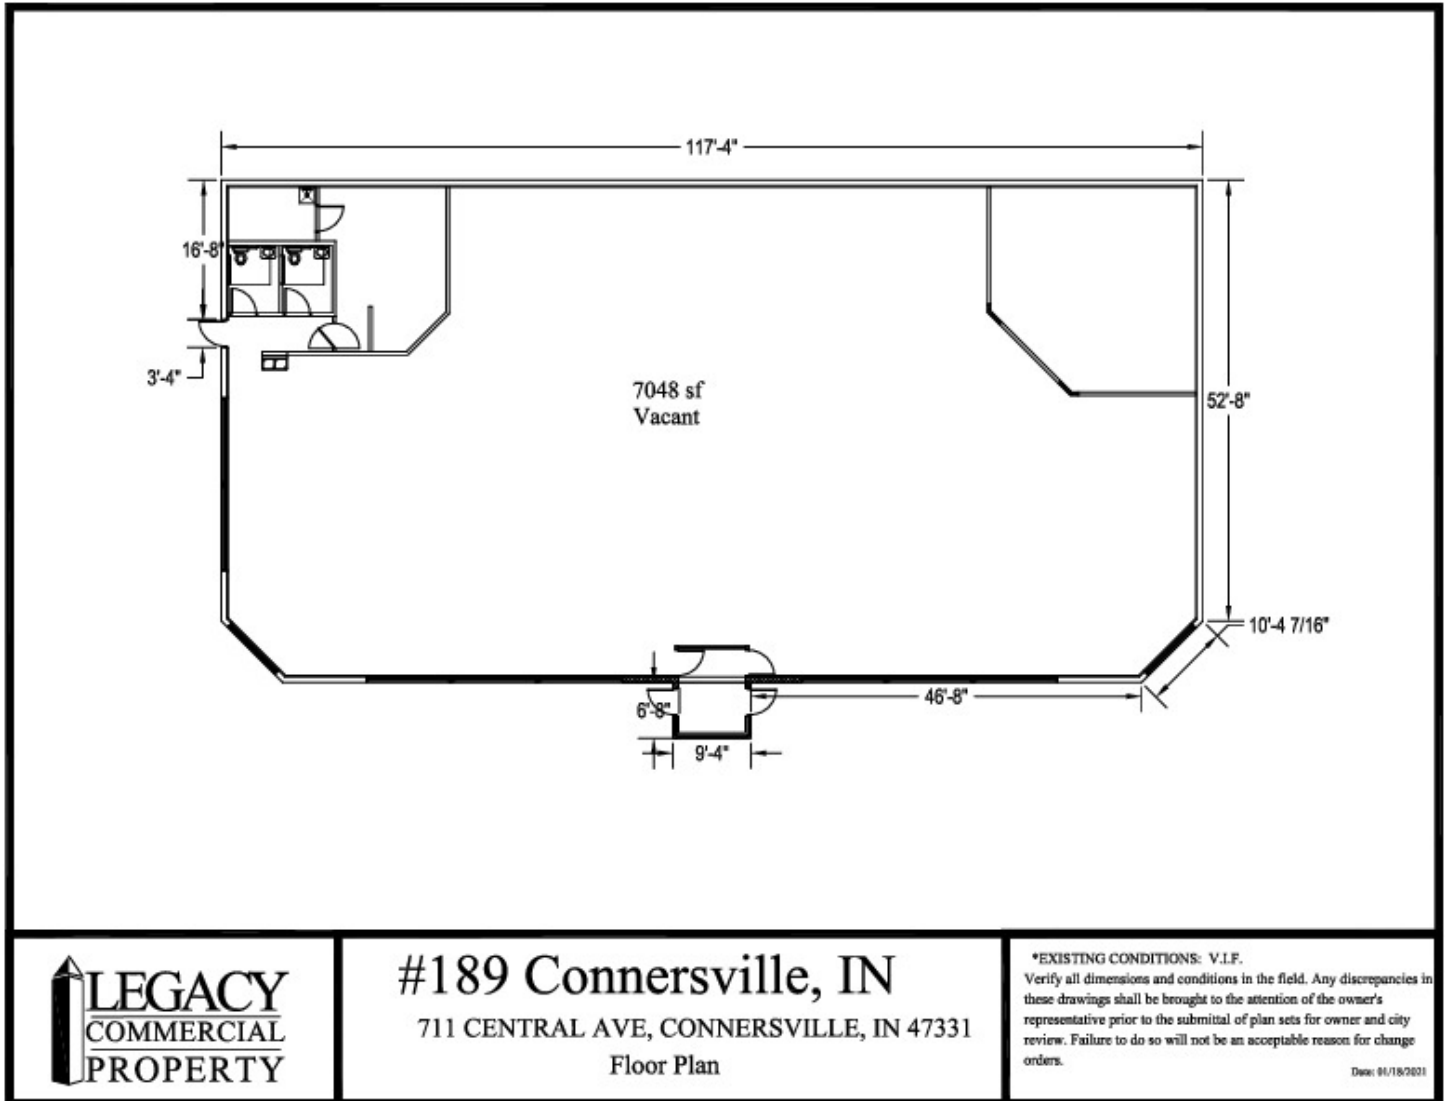 117'-4"
16'-8"
3'-4"
7048 sf
Vacant
52'-8"
10'-4 7/16"
46'-8"
6'-8"
9'-4"
LEGACY
COMMERCIAL
PROPERTY
#189 Connersville, IN
711 CENTRAL AVE, CONNERSVILLE, IN 47331
Floor Plan
*EXISTING CONDITIONS: V.I.F.
Verify all dimensions and conditions in the field. Any discrepancies in
these drawings shall be brought to the attention of the owner's
representative prior to the submittal of plan sets for owner and city
review. Failure to do so will not be an acceptable reason for change
orders.
Date: 01/18/2021